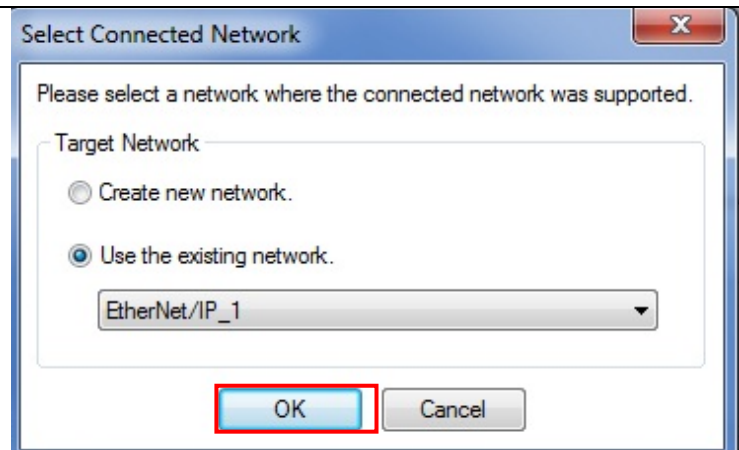 Select Connected Network
Please select a network where the connected network was supported.
Target Network
Create new network.
Use the existing network.
EtherNet/IP_1
OK Cancel